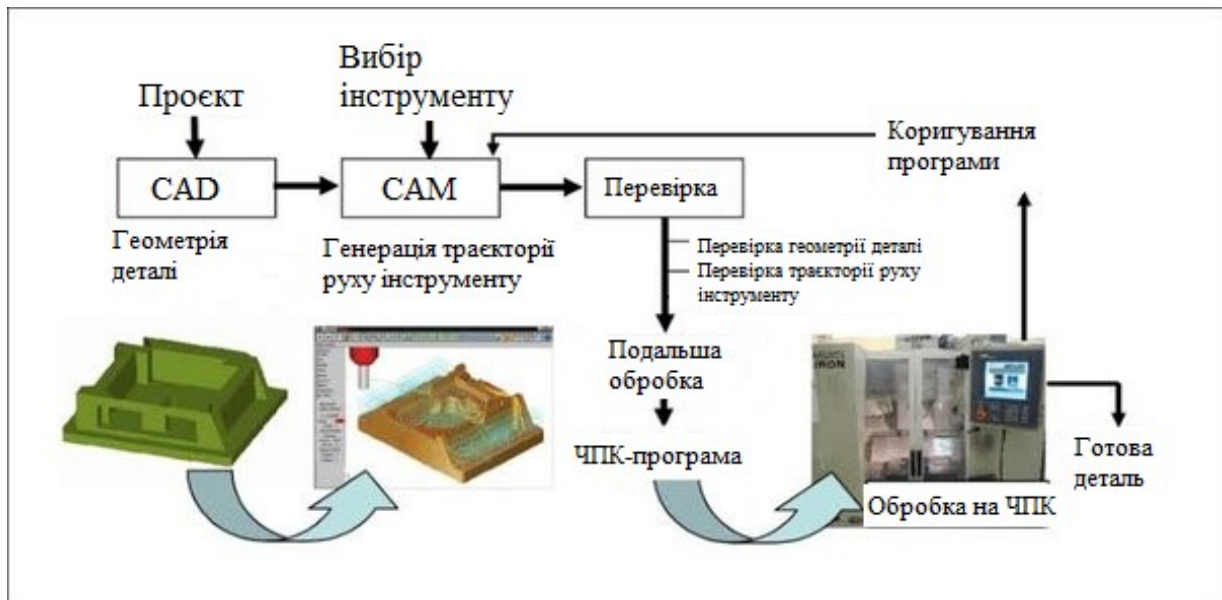 Проєкт
Вибір
інструменту
Коригування
програми
CAD
CAM
Перевірка
Геометрія
деталі
Генерація траєкторії
руху інструменту
Перевірка геометрії деталі
Перевірка траєкторії руху
інструменту
Подальша
обробка
ЧПК-програма
Обробка на ЧПК
Готова
деталь